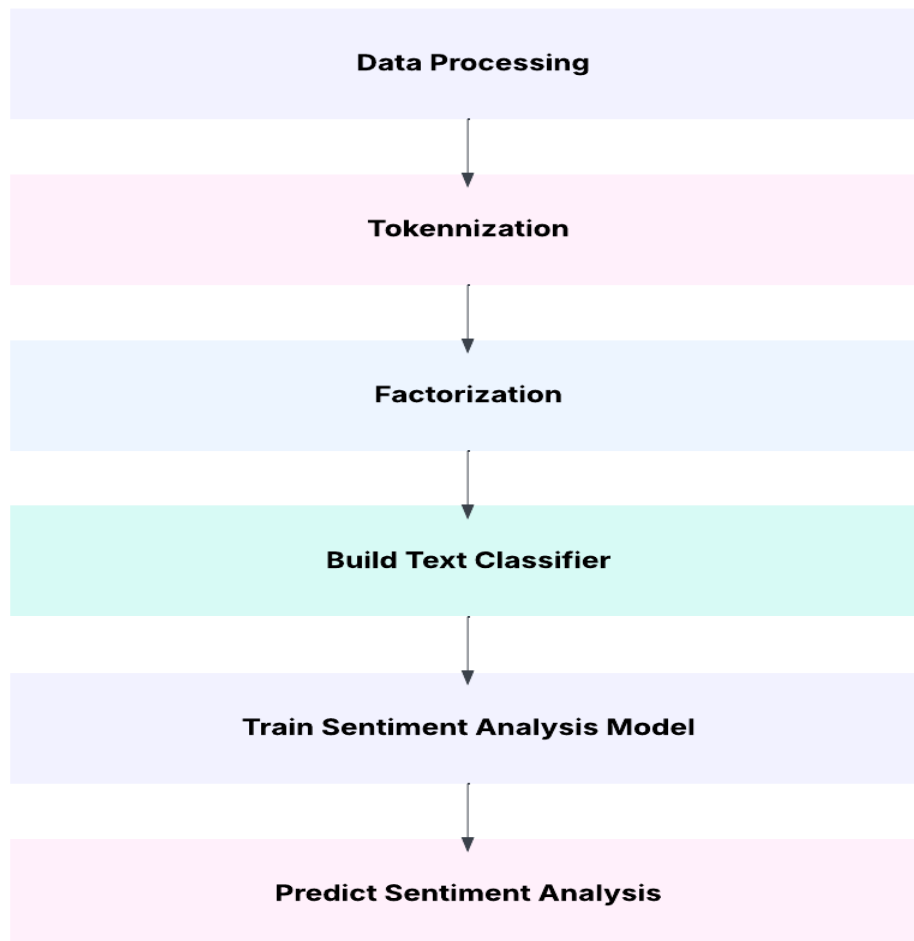 Data Processing
Tokennization
Factorization
Build Text Classifier
Train Sentiment Analysis Model
Predict Sentiment Analysis